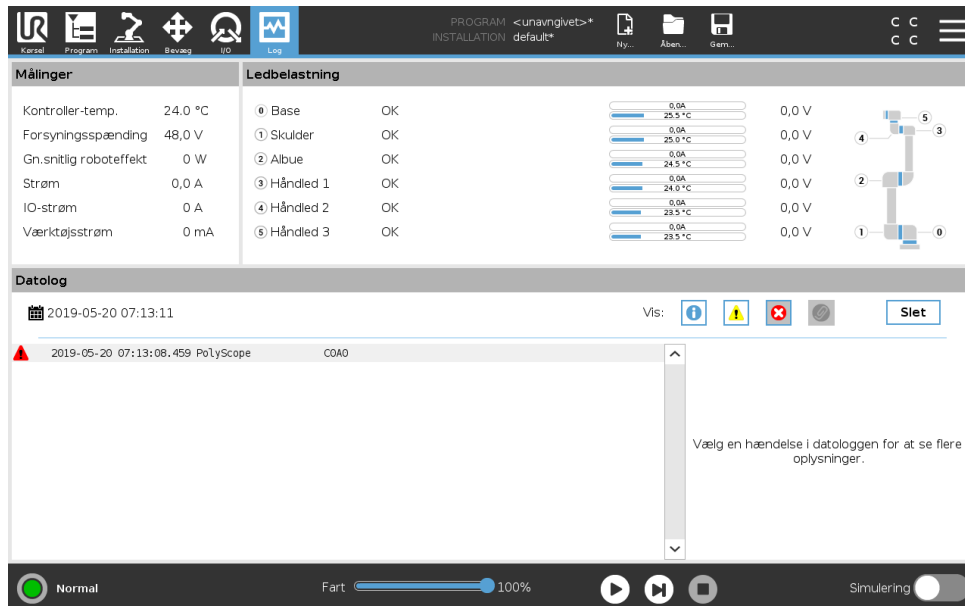 PROGRAM <unavngivet>*
INSTALLATION default*
UR
Kørsel Program Installation Bevæg I/O Log
Ny... Åben... Gem...
C C
C C
Målinger
Kontroller-temp. 24.0 °C
Forsyningsspænding 48,0 V
Gn.snitlig roboteffekt 0 W
Strøm 0,0 A
IO-strøm 0 A
Værktøjsstrøm 0 mA
Ledbelastning
0 Base OK 0,0A 25.5 °C 0,0 V
1 Skulder OK 0,0A 25.0 °C 0,0 V
2 Albue OK 0,0A 24.5 °C 0,0 V
3 Håndled 1 OK 0,0A 24.0 °C 0,0 V
4 Håndled 2 OK 0,0A 23.5 °C 0,0 V
5 Håndled 3 OK 0,0A 23.5 °C 0,0 V
5
4 3
2
1 0
Datolog
2019-05-20 07:13:11
Vis:
Slet
2019-05-20 07:13:08.459 PolyScope C0A0
Vælg en hændelse i datologgen for at se flere
oplysninger.
Normal
Fart 100%
Simulering